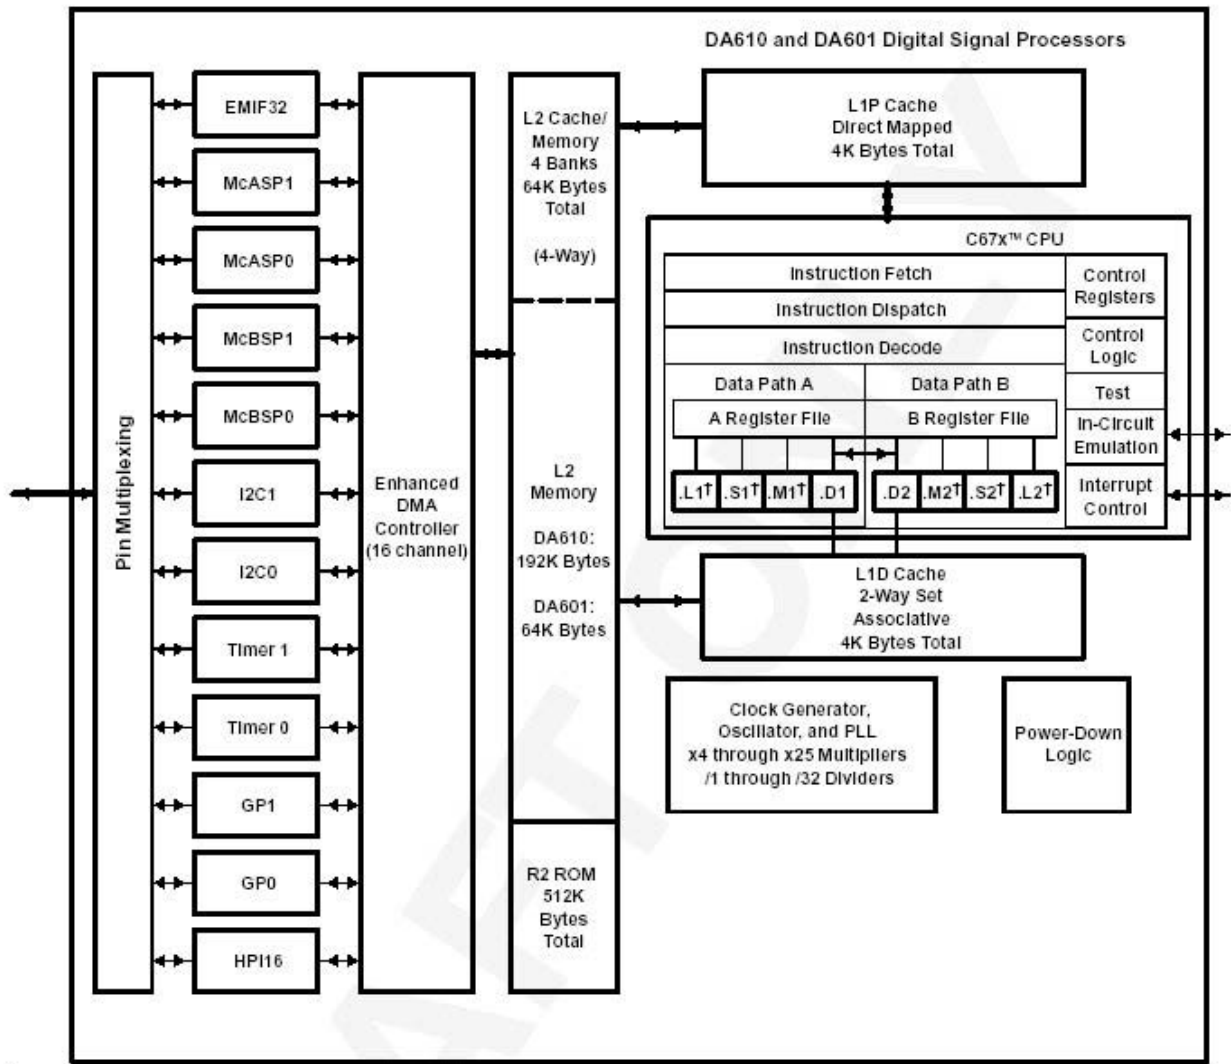 DA610 and DA601 Digital Signal Processors
Pin Multiplexing
EMIF32
McASP1
McASP0
McBSP1
McBSP0
I2C1
I2C0
Timer 1
Timer 0
GP1
GP0
HPI16
Enhanced
DMA
Controller
(16 channel)
L2 Cache/
Memory
4 Banks
64K Bytes
Total
(4-Way)
L2
Memory
DA610:
192K Bytes
DA601:
64K Bytes
R2 ROM
512K
Bytes
Total
L1P Cache
Direct Mapped
4K Bytes Total
C67x™ CPU
Instruction Fetch
Instruction Dispatch
Instruction Decode
Data Path A
Data Path B
A Register File
B Register File
.L1† .S1† .M1† .D1
.D2 .M2† .S2† .L2†
Control
Registers
Control
Logic
Test
In-Circuit
Emulation
Interrupt
Control
L1D Cache
2-Way Set
Associative
4K Bytes Total
Clock Generator,
Oscillator, and PLL
x4 through x25 Multipliers
/1 through /32 Dividers
Power-Down
Logic